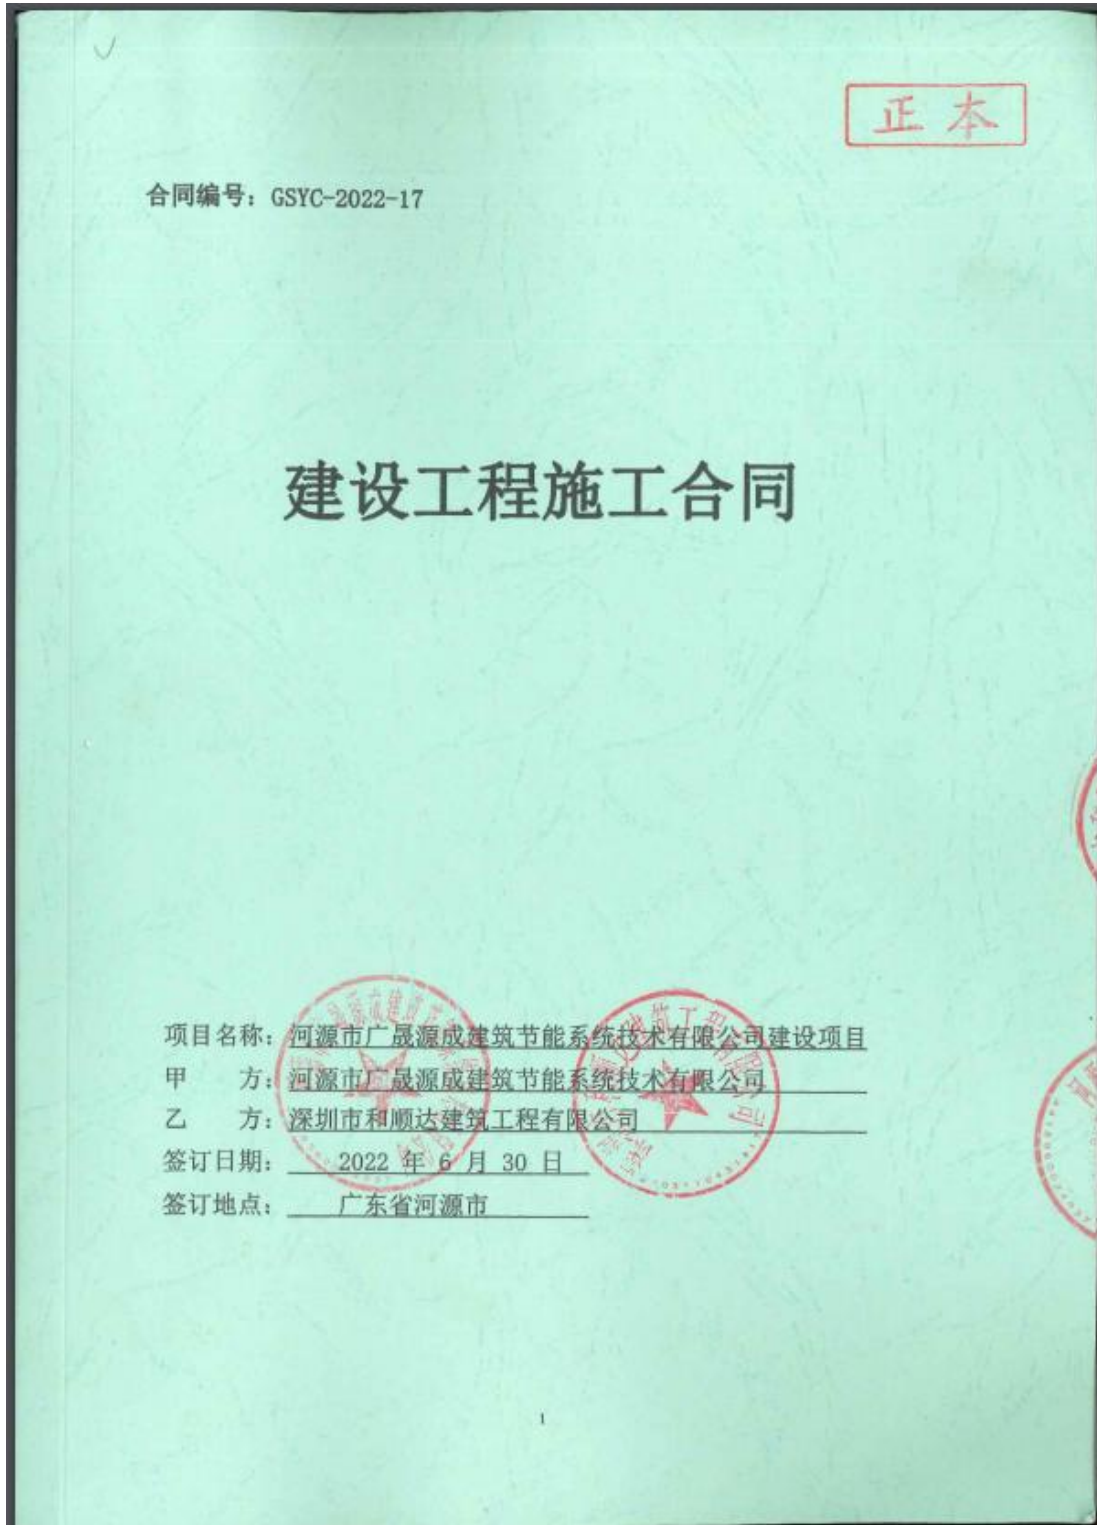 正本
合同编号：GSYC-2022-17
建设工程施工合同
项目名称：河源市广晟源成建筑节能系统技术有限公司建设项目
甲 方：河源市广晟源成建筑节能系统技术有限公司
乙 方：深圳市和顺达建筑工程有限公司
签订日期： 2022 年 6 月 30 日
签订地点： 广东省河源市
1